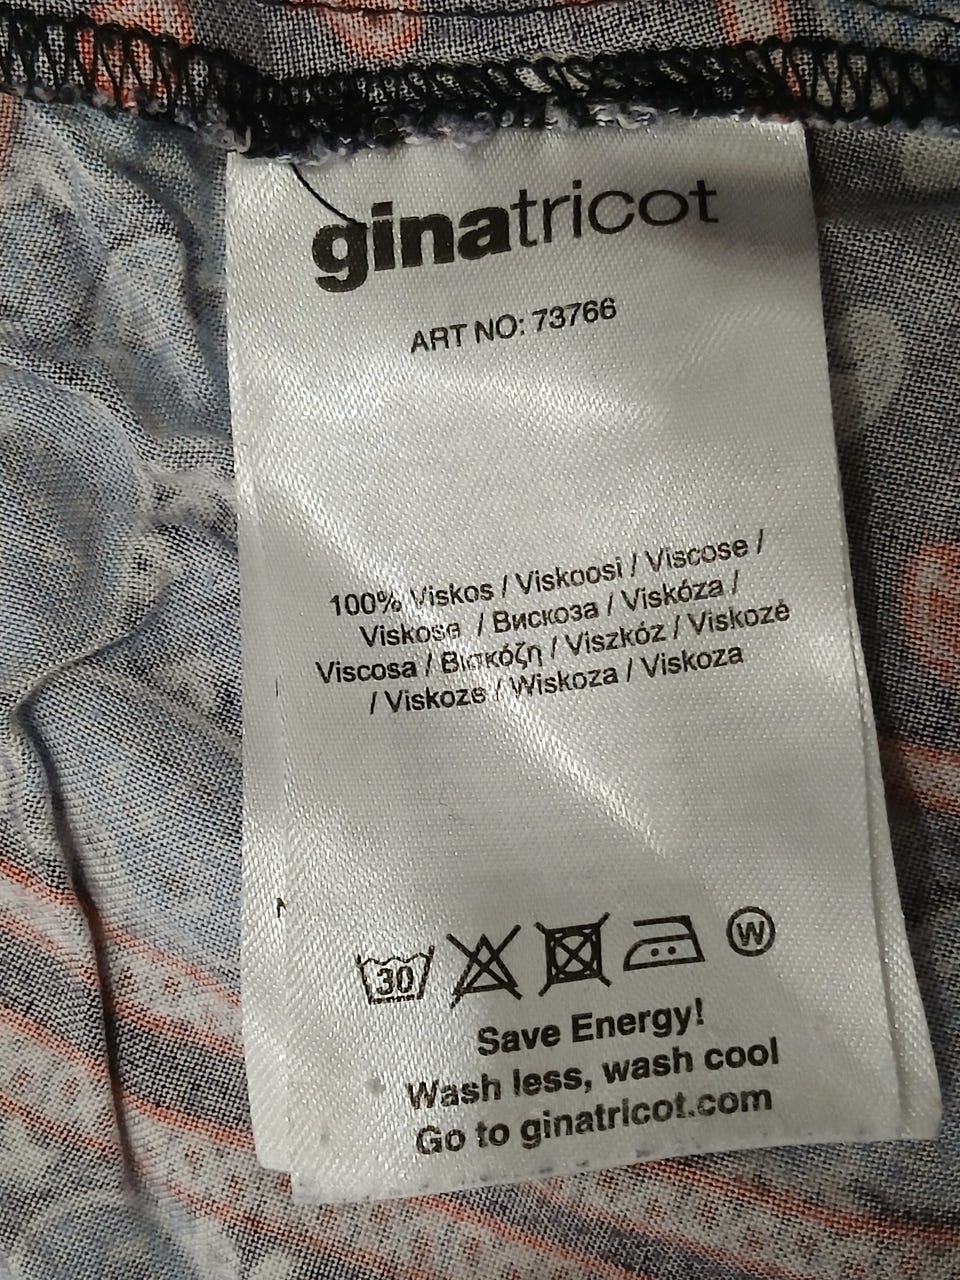 ginatricot
ART NO: 73766
100% Viskos / Viskoosi / Viscose /
Viskose / Вискоза / Viskóza /
Viscosa / Βισκόζη / Viszkóz / Viskozė
/ Viskoze / Wiskoza / Viskoza
30 W
Save Energy!
Wash less, wash cool
Go to ginatricot.com